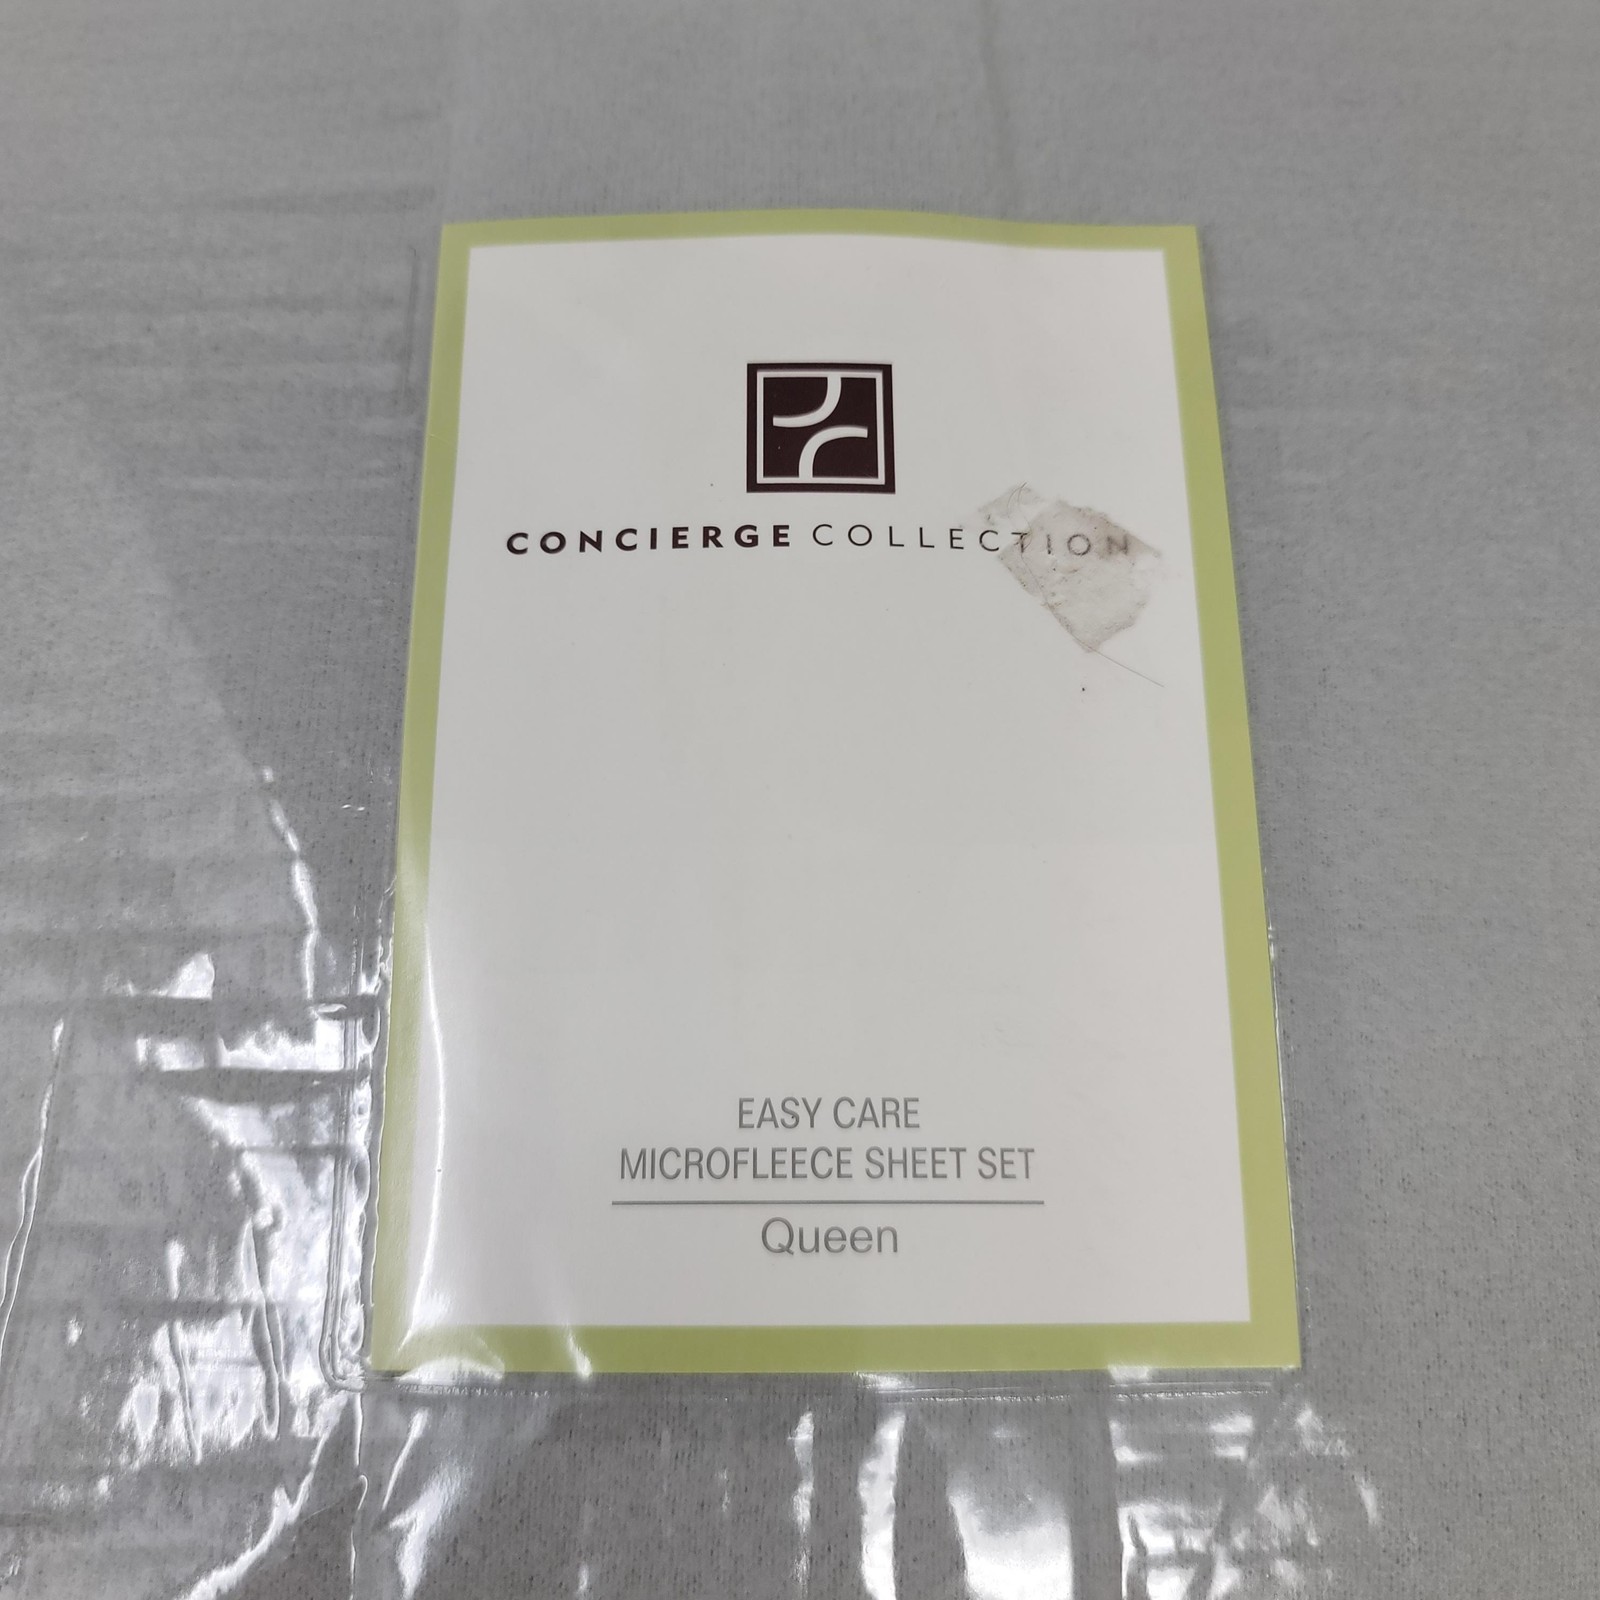 CONCIERGE COLLECTION
EASY CARE
MICROFLEECE SHEET SET
Queen